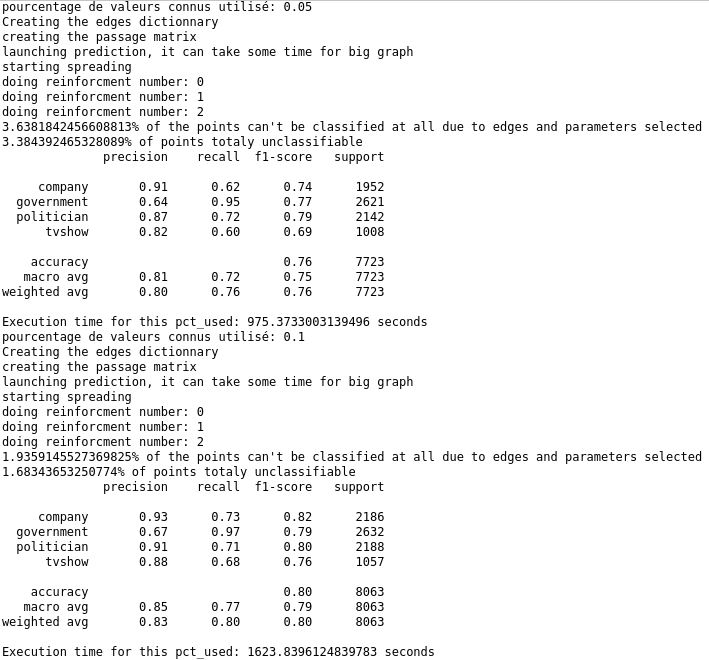 pourcentage de valeurs connus utilisé: 0.05
Creating the edges dictionnary
creating the passage matrix
launching prediction, it can take some time for big graph
starting spreading
doing reinforcment number: 0
doing reinforcment number: 1
doing reinforcment number: 2
3.6381842456608813% of the points can't be classified at all due to edges and parameters selected
3.384392465328089% of points totaly unclassifiable
precision recall f1-score support
company 0.91 0.62 0.74 1952
government 0.64 0.95 0.77 2621
politician 0.87 0.72 0.79 2142
tvshow 0.82 0.60 0.69 1008
accuracy 0.76 7723
macro avg 0.81 0.72 0.75 7723
weighted avg 0.80 0.76 0.76 7723
Execution time for this pct_used: 975.3733003139496 seconds
pourcentage de valeurs connus utilisé: 0.1
Creating the edges dictionnary
creating the passage matrix
launching prediction, it can take some time for big graph
starting spreading
doing reinforcment number: 0
doing reinforcment number: 1
doing reinforcment number: 2
1.9359145527369825% of the points can't be classified at all due to edges and parameters selected
1.68343653250774% of points totaly unclassifiable
precision recall f1-score support
company 0.93 0.73 0.82 2186
government 0.67 0.97 0.79 2632
politician 0.91 0.71 0.80 2188
tvshow 0.88 0.68 0.76 1057
accuracy 0.80 8063
macro avg 0.85 0.77 0.79 8063
weighted avg 0.83 0.80 0.80 8063
Execution time for this pct_used: 1623.8396124839783 seconds